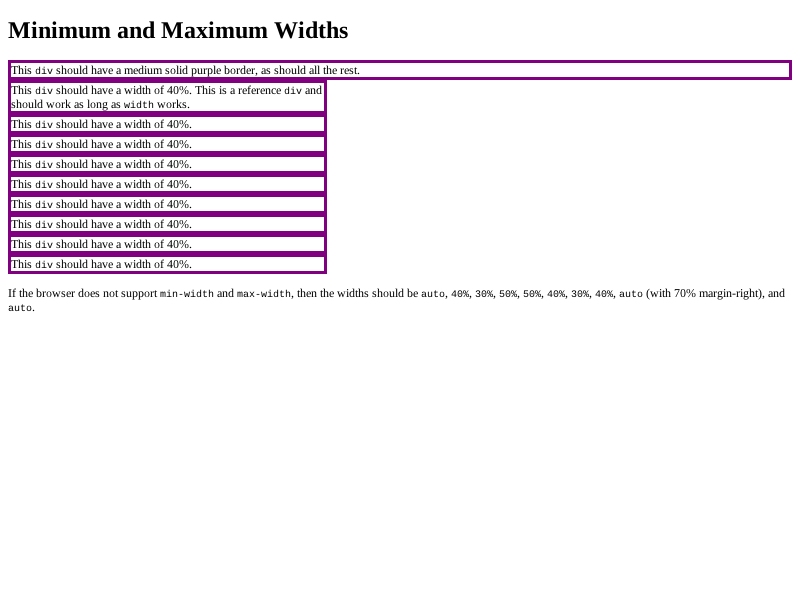 Minimum and Maximum Widths
This div should have a medium solid purple border, as should all the rest.
This div should have a width of 40%. This is a reference div and
should work as long as width works.
This div should have a width of 40%.
This div should have a width of 40%.
This div should have a width of 40%.
This div should have a width of 40%.
This div should have a width of 40%.
This div should have a width of 40%.
This div should have a width of 40%.
This div should have a width of 40%.
If the browser does not support min-width and max-width, then the widths should be auto, 40%, 30%, 50%, 50%, 40%, 30%, 40%, auto (with 70% margin-right), and
auto.